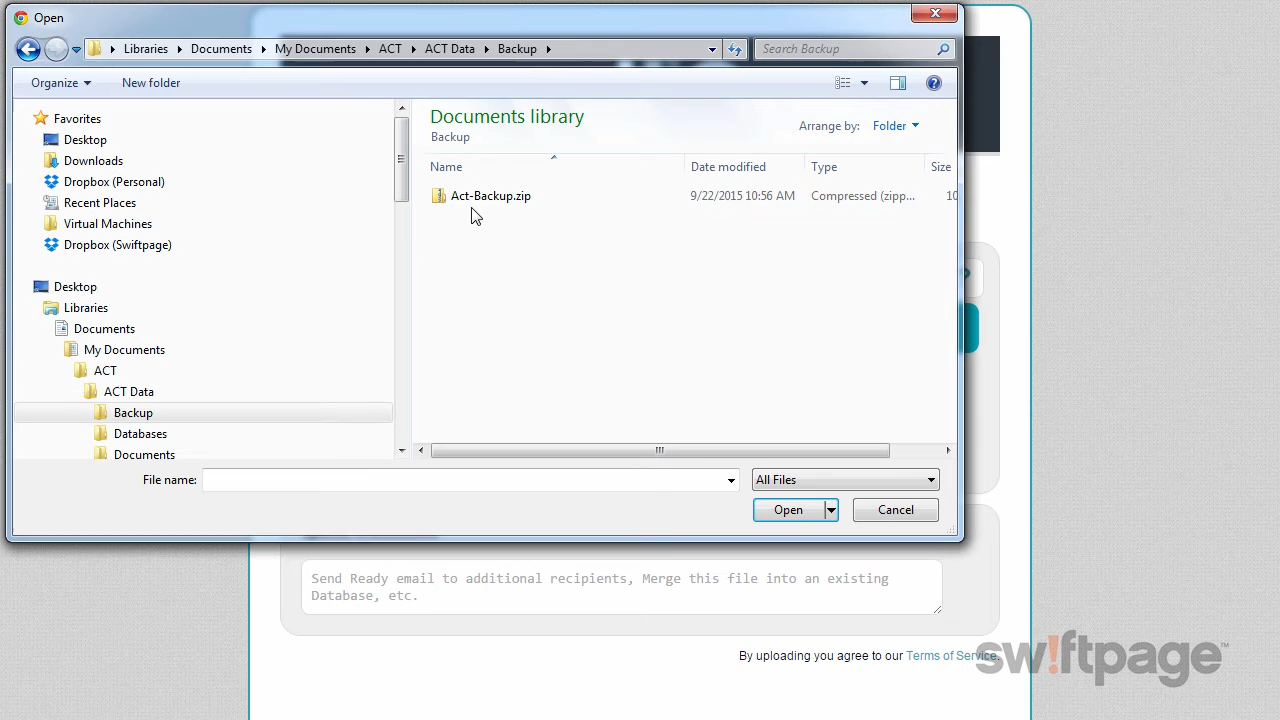 Open
Libraries Documents My Documents ACT ACT Data Backup
Search Backup
Organize New folder
Favorites
Desktop
Downloads
Dropbox (Personal)
Recent Places
Virtual Machines
Dropbox (Swiftpage)
Desktop
Libraries
Documents
My Documents
ACT
ACT Data
Backup
Databases
Documents
Documents library
Backup
Arrange by: Folder
Name Date modified Type Size
Act-Backup.zip 9/22/2015 10:56 AM Compressed (zipp... 10
File name:
All Files
Open Cancel
Send Ready email to additional recipients, Merge this file into an existing
Database, etc.
By uploading you agree to our Terms of Service.
sw!ftpage™